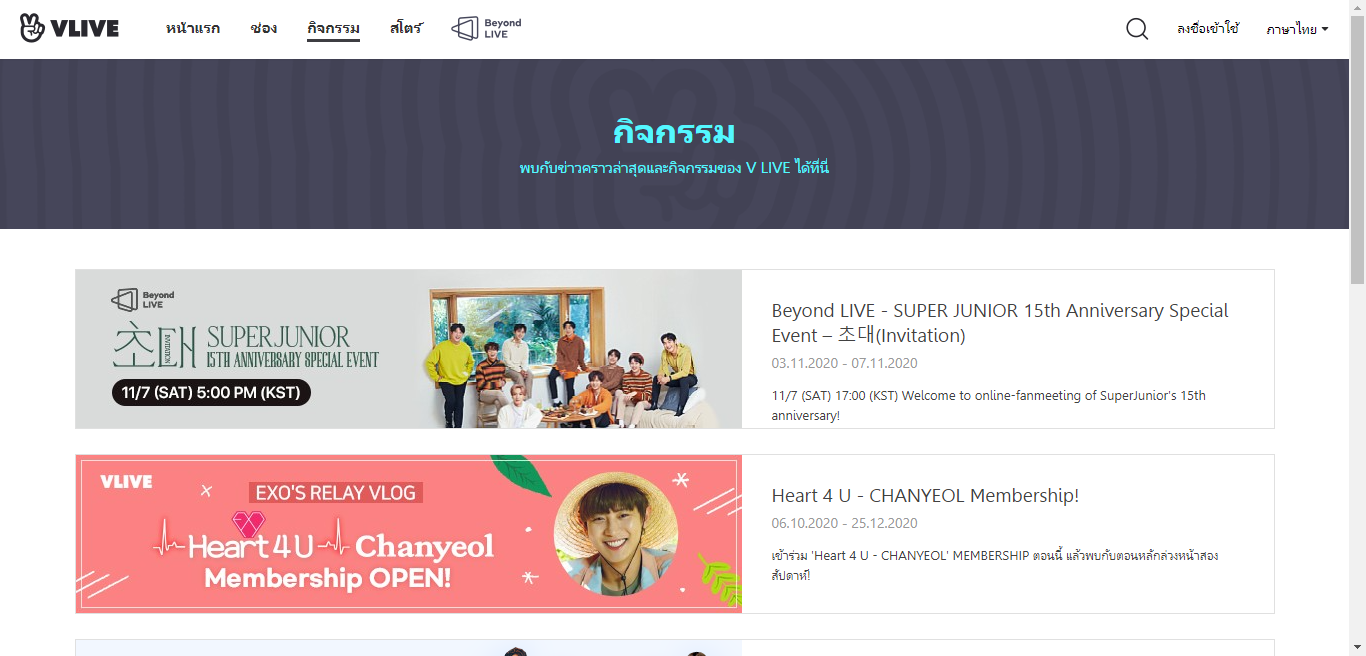 VLIVE
หน้าแรก
ช่อง
กิจกรรม
สโตร์
Beyond
LIVE
ลงชื่อเข้าใช้
ภาษาไทย
กิจกรรม
พบกับข่าวคราวล่าสุดและกิจกรรมของ V LIVE ได้ที่นี่
Beyond
LIVE
초대
INVITATION
SUPER JUNIOR
15TH ANNIVERSARY SPECIAL EVENT
11/7 (SAT) 5:00 PM (KST)
Beyond LIVE - SUPER JUNIOR 15th Anniversary Special
Event – 초대(Invitation)
03.11.2020 - 07.11.2020
11/7 (SAT) 17:00 (KST) Welcome to online-fanmeeting of SuperJunior's 15th
anniversary!
VLIVE
EXO'S RELAY VLOG
Heart 4 U Chanyeol
Membership OPEN!
Heart 4 U - CHANYEOL Membership!
06.10.2020 - 25.12.2020
เข้าร่วม 'Heart 4 U - CHANYEOL' MEMBERSHIP ตอนนี้ แล้วพบกับตอนหลักล่วงหน้าสอง
สัปดาห์!